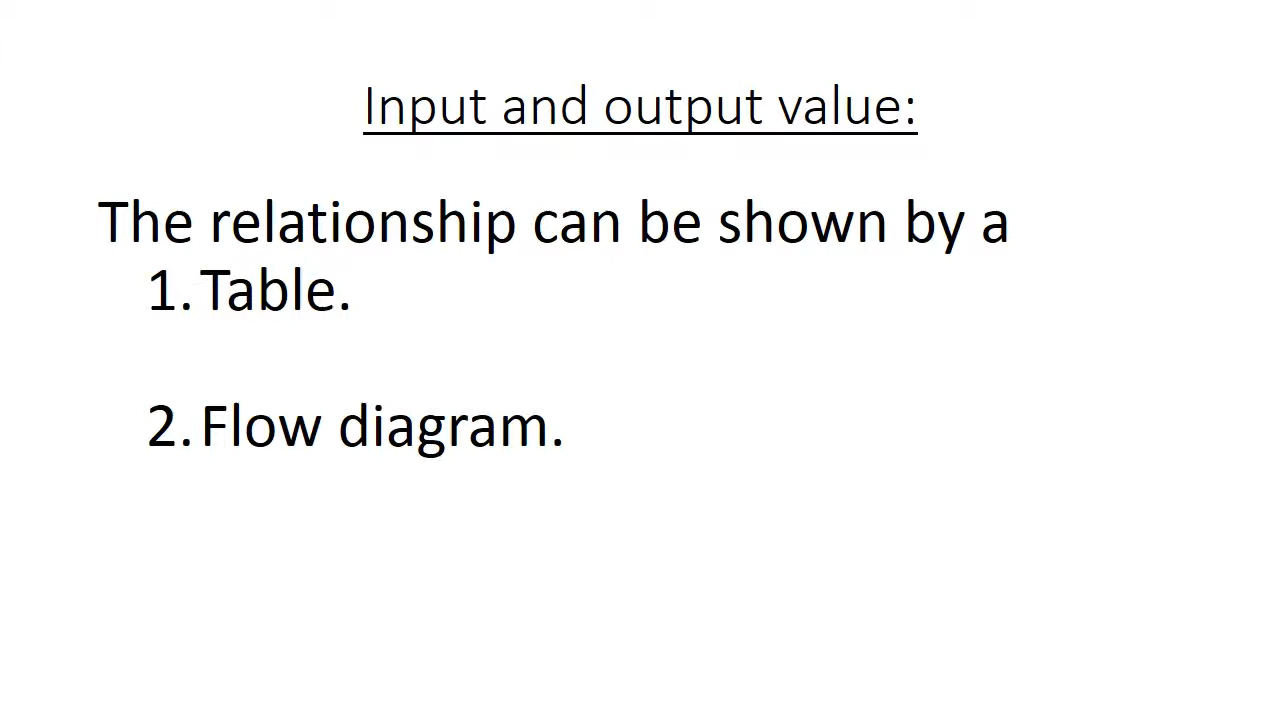 Input and output value:
The relationship can be shown by a
1. Table.
2. Flow diagram.